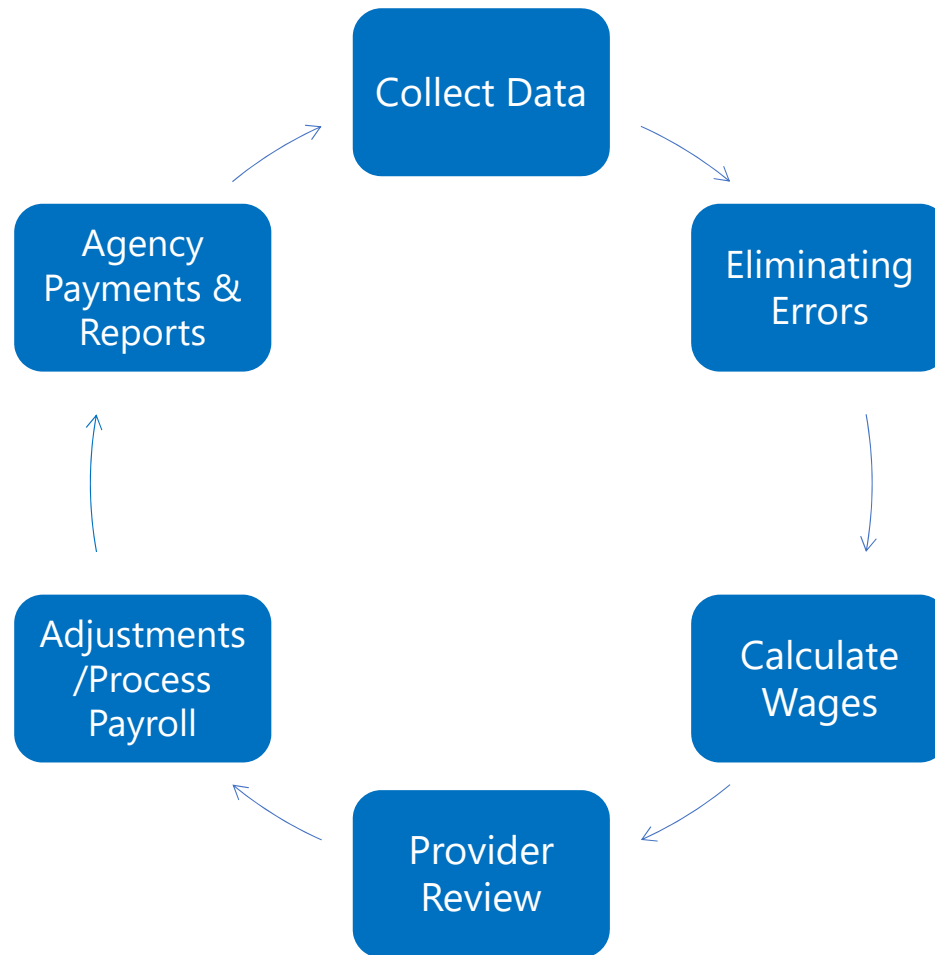 Collect Data
Eliminating
Errors
Calculate
Wages
Provider
Review
Adjustments
/Process
Payroll
Agency
Payments &
Reports